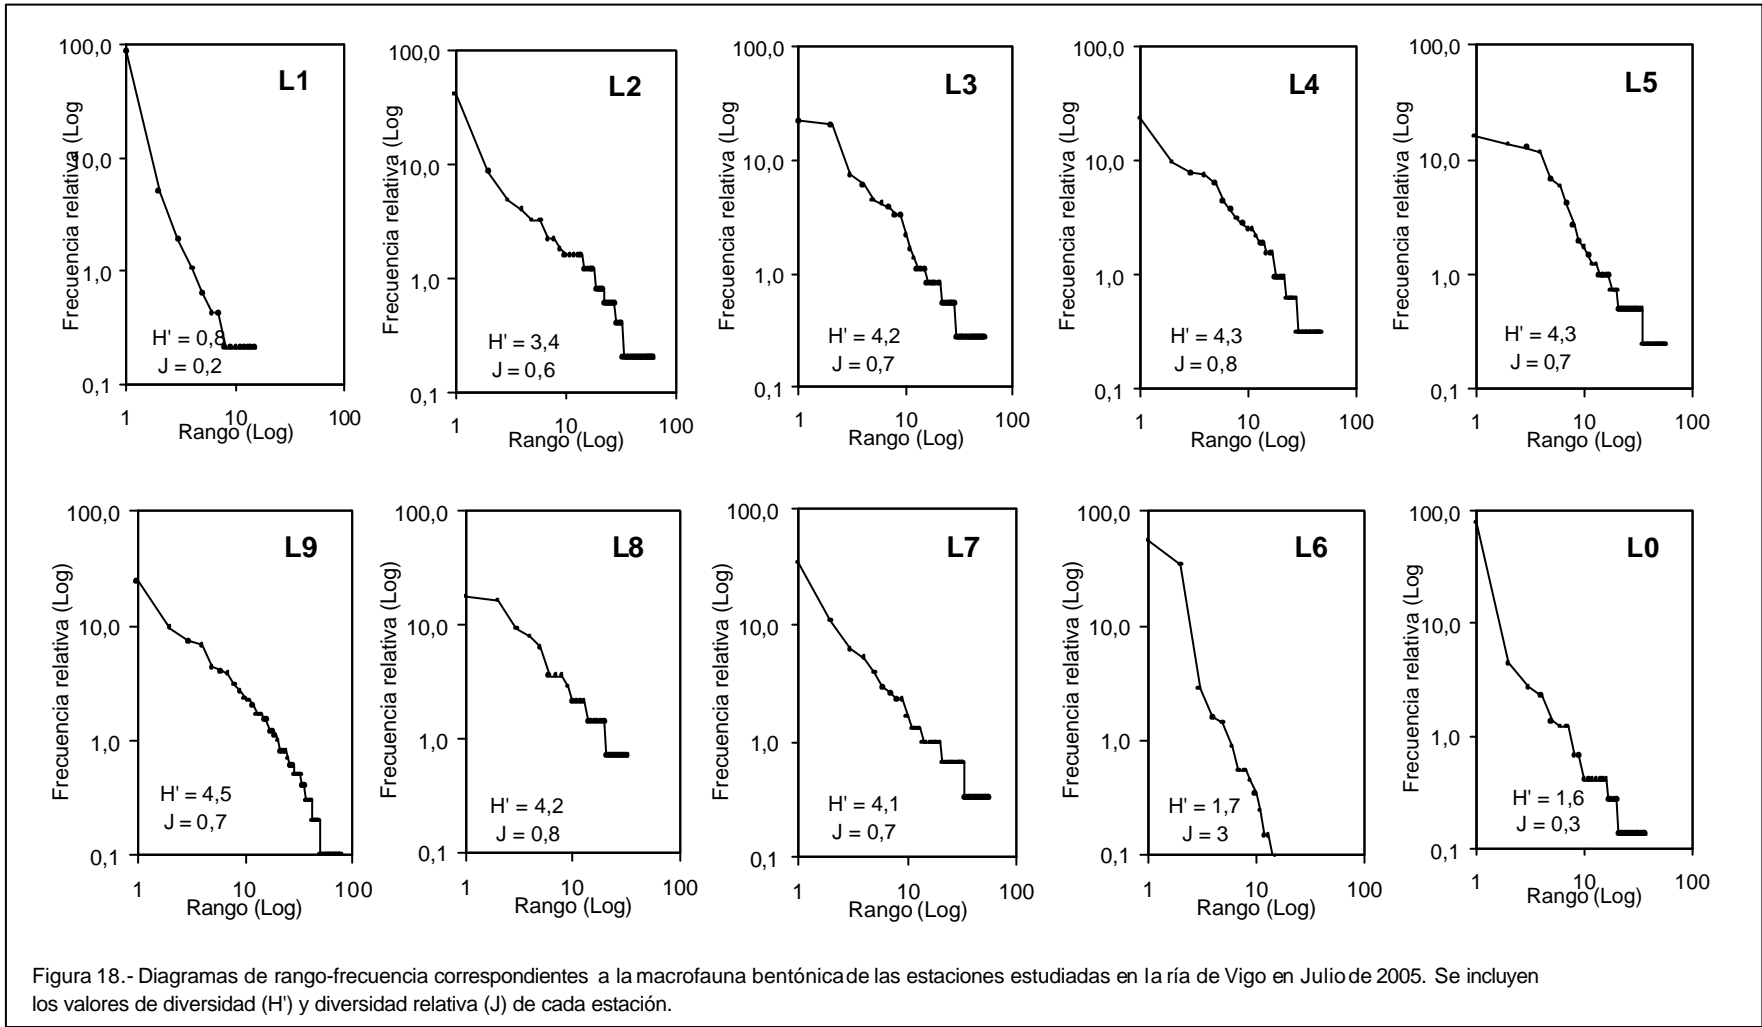 L1
Frecuencia relativa (Log
100,0
10,0
1,0
0,1
H' = 0,8
J = 0,2
1 10 100
Rango (Log)
L2
Frecuencia relativa (Log
100,0
10,0
1,0
0,1
H' = 3,4
J = 0,6
1 10 100
Rango (Log)
L3
Frecuencia relativa (Log
100,0
10,0
1,0
0,1
H' = 4,2
J = 0,7
1 10 100
Rango (Log)
L4
Frecuencia relativa (Log
100,0
10,0
1,0
0,1
H' = 4,3
J = 0,8
1 10 100
Rango (Log)
L5
Frecuencia relativa (Log
100,0
10,0
1,0
0,1
H' = 4,3
J = 0,7
1 10 100
Rango (Log)
L9
Frecuencia relativa (Log)
100,0
10,0
1,0
0,1
H' = 4,5
J = 0,7
1 10 100
Rango (Log)
L8
Frecuencia relativa (Log)
100,0
10,0
1,0
0,1
H' = 4,2
J = 0,8
1 10 100
Rango (Log)
L7
Frecuencia relativa (Log)
100,0
10,0
1,0
0,1
H' = 4,1
J = 0,7
1 10 100
Rango (Log)
L6
Frecuencia relativa (Log)
100,0
10,0
1,0
0,1
H' = 1,7
J = 3
1 10 100
Rango (Log)
L0
Frecuencia relativa (Log
100,0
10,0
1,0
0,1
H' = 1,6
J = 0,3
1 10 100
Rango (Log)
Figura 18.- Diagramas de rango-frecuencia correspondientes a la macrofauna bentónica de las estaciones estudiadas en la ría de Vigo en Julio de 2005. Se incluyen
los valores de diversidad (H') y diversidad relativa (J) de cada estación.